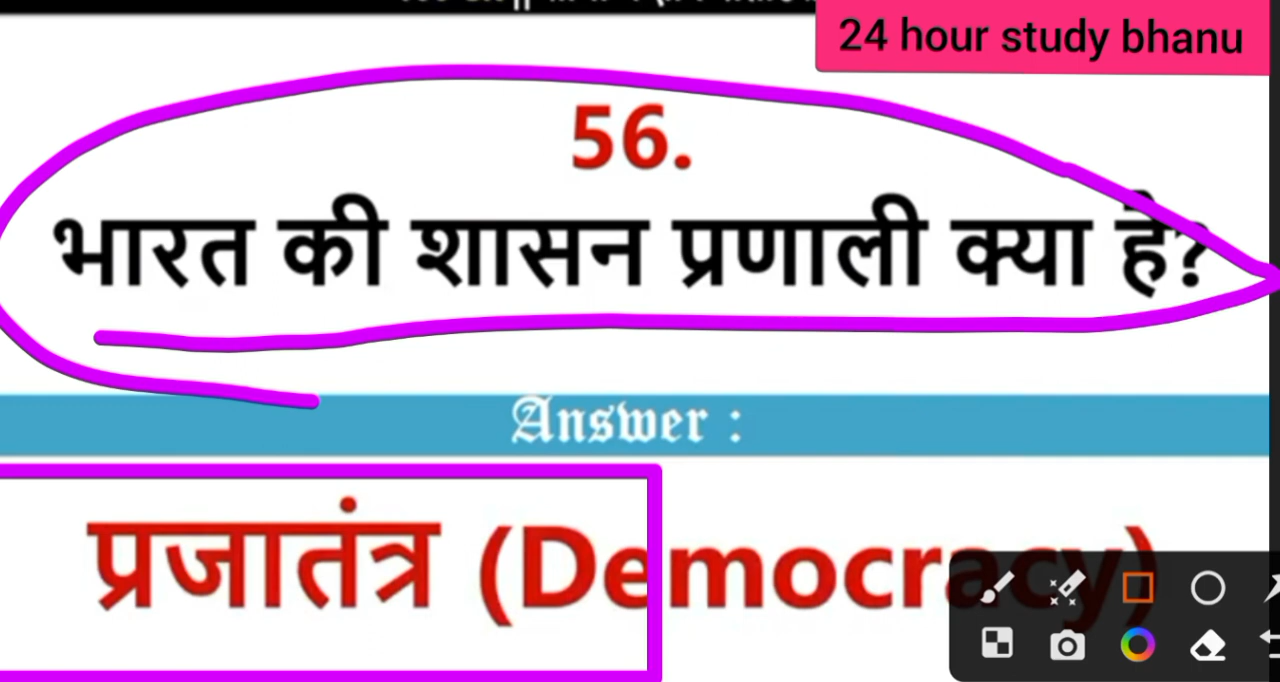 24 hour study bhanu
56.
भारत की शासन प्रणाली क्या है?
Answer :
प्रजातंत्र (Democracy)